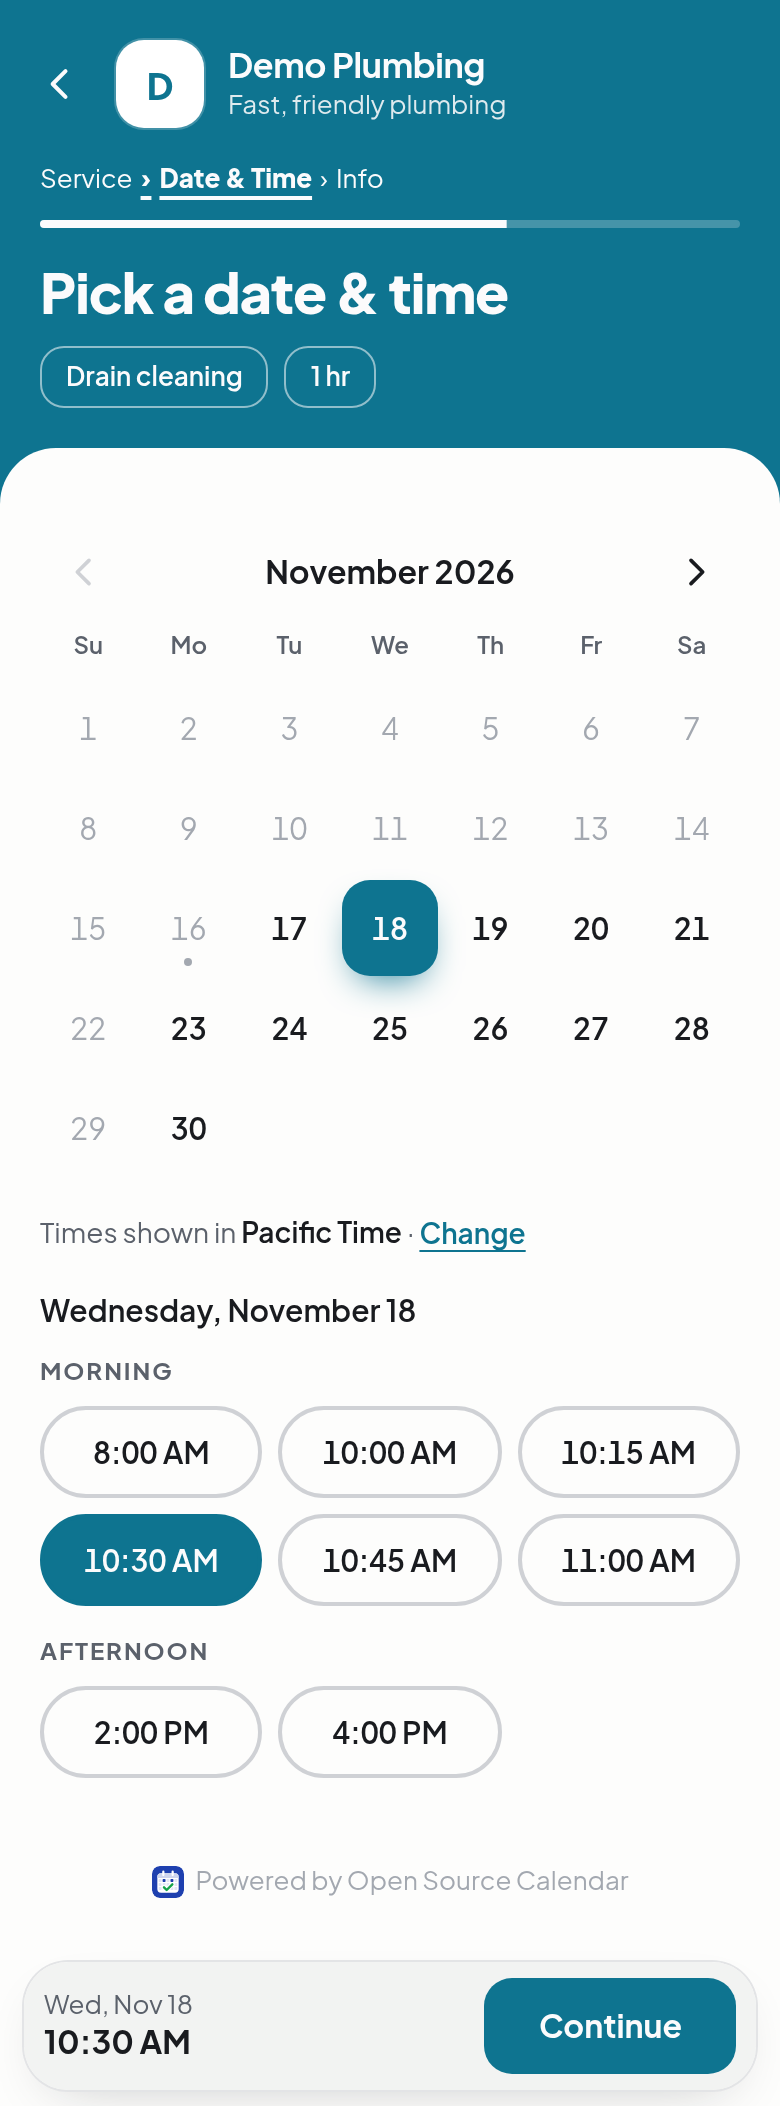 D
Demo Plumbing
Fast, friendly plumbing
Service › Date & Time › Info
Pick a date & time
Drain cleaning 1 hr
November 2026
Su Mo Tu We Th Fr Sa
1 2 3 4 5 6 7
8 9 10 11 12 13 14
15 16 17 18 19 20 21
22 23 24 25 26 27 28
29 30
Times shown in Pacific Time · Change
Wednesday, November 18
MORNING
8:00 AM 10:00 AM 10:15 AM
10:30 AM 10:45 AM 11:00 AM
AFTERNOON
2:00 PM 4:00 PM
Powered by Open Source Calendar
Wed, Nov 18
10:30 AM
Continue